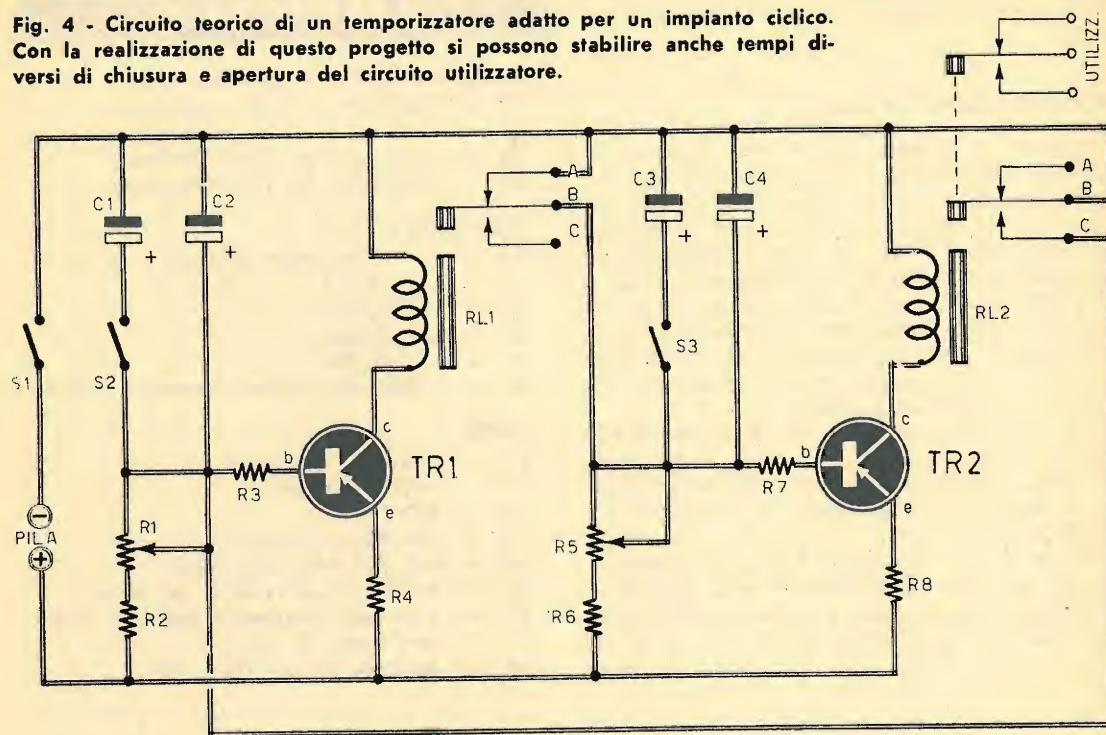 Fig. 4 - Circuito teorico di un temporizzatore adatto per un impianto ciclico.
Con la realizzazione di questo progetto si possono stabilire anche tempi di-
versi di chiusura e apertura del circuito utilizzatore.
UTILIZZ.
C1
C2
A
B
C
C3
C4
A
B
C
+
+
+
+
RL1
RL2
S1
S2
S3
c
c
b
TR1
b
TR2
R3
R7
e
e
PILA
-
+
R1
R5
R2
R4
R6
R8